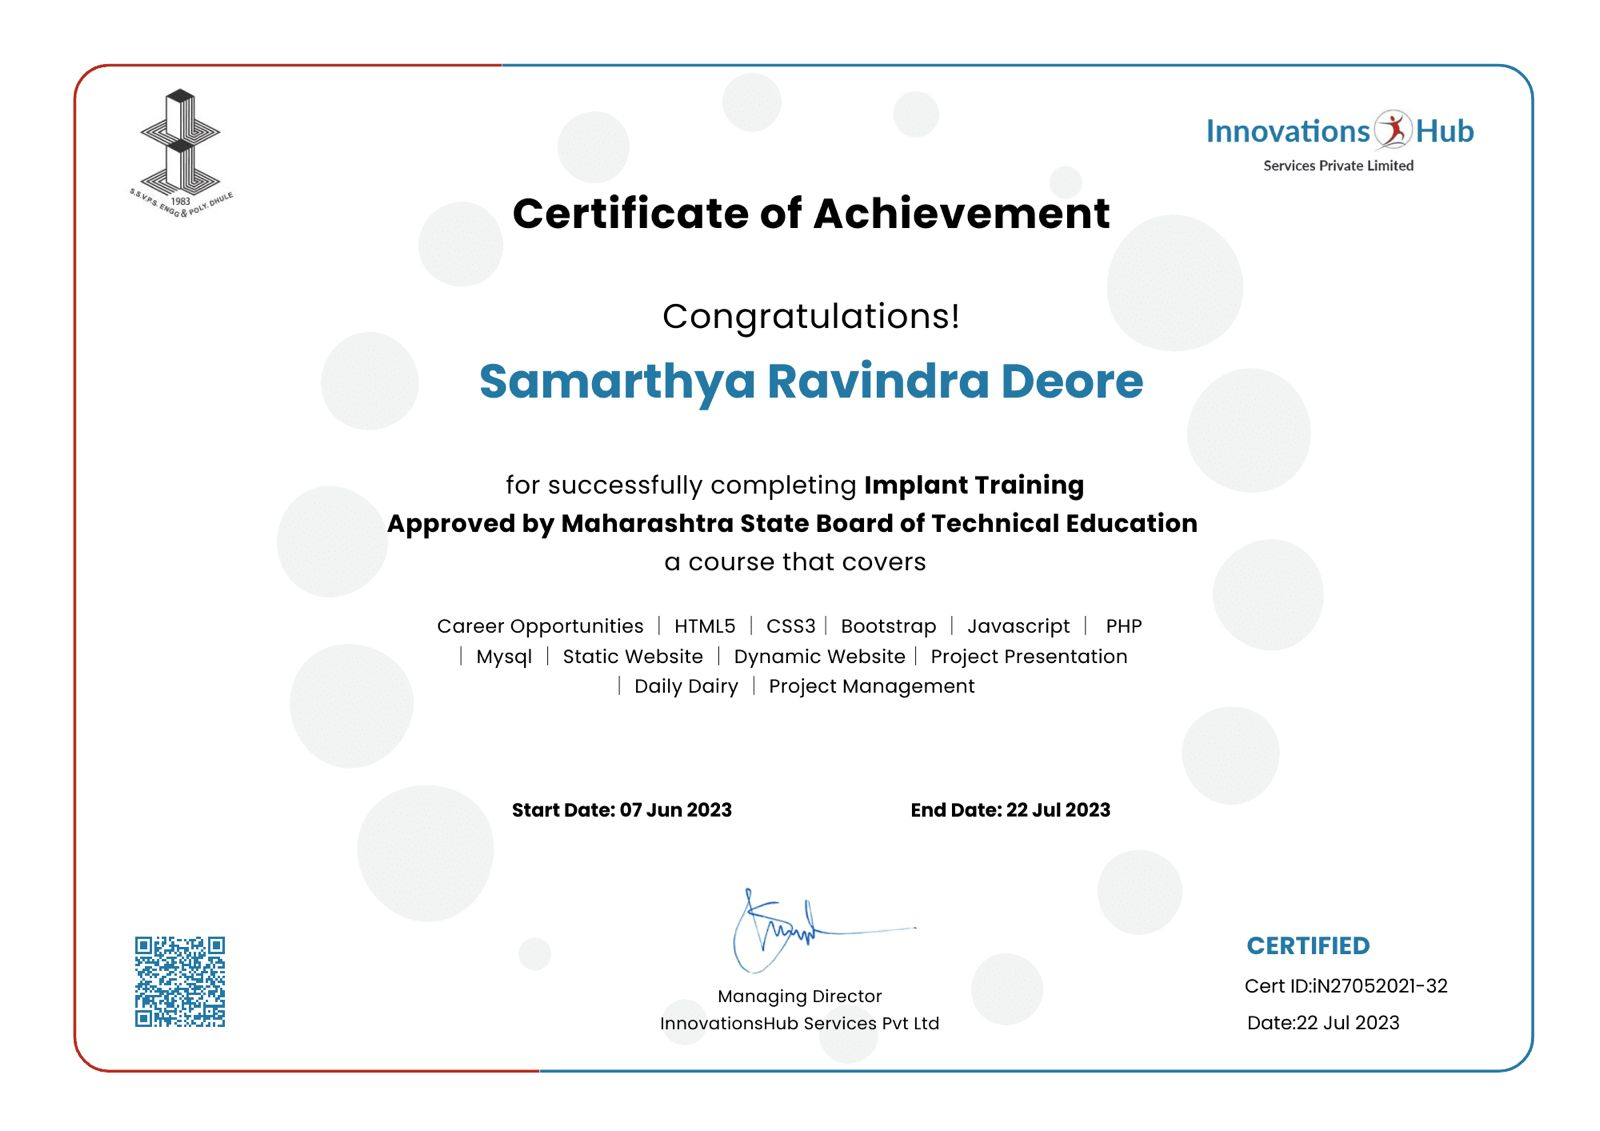 1983
S.S.V.P.S. ENGG & POLY. DHULE
Innovations Hub
Services Private Limited
Certificate of Achievement
Congratulations!
Samarthya Ravindra Deore
for successfully completing Implant Training
Approved by Maharashtra State Board of Technical Education
a course that covers
Career Opportunities | HTML5 | CSS3 | Bootstrap | Javascript | PHP
| Mysql | Static Website | Dynamic Website | Project Presentation
| Daily Dairy | Project Management
Start Date: 07 Jun 2023 End Date: 22 Jul 2023
Managing Director
InnovationsHub Services Pvt Ltd
CERTIFIED
Cert ID:iN27052021-32
Date:22 Jul 2023